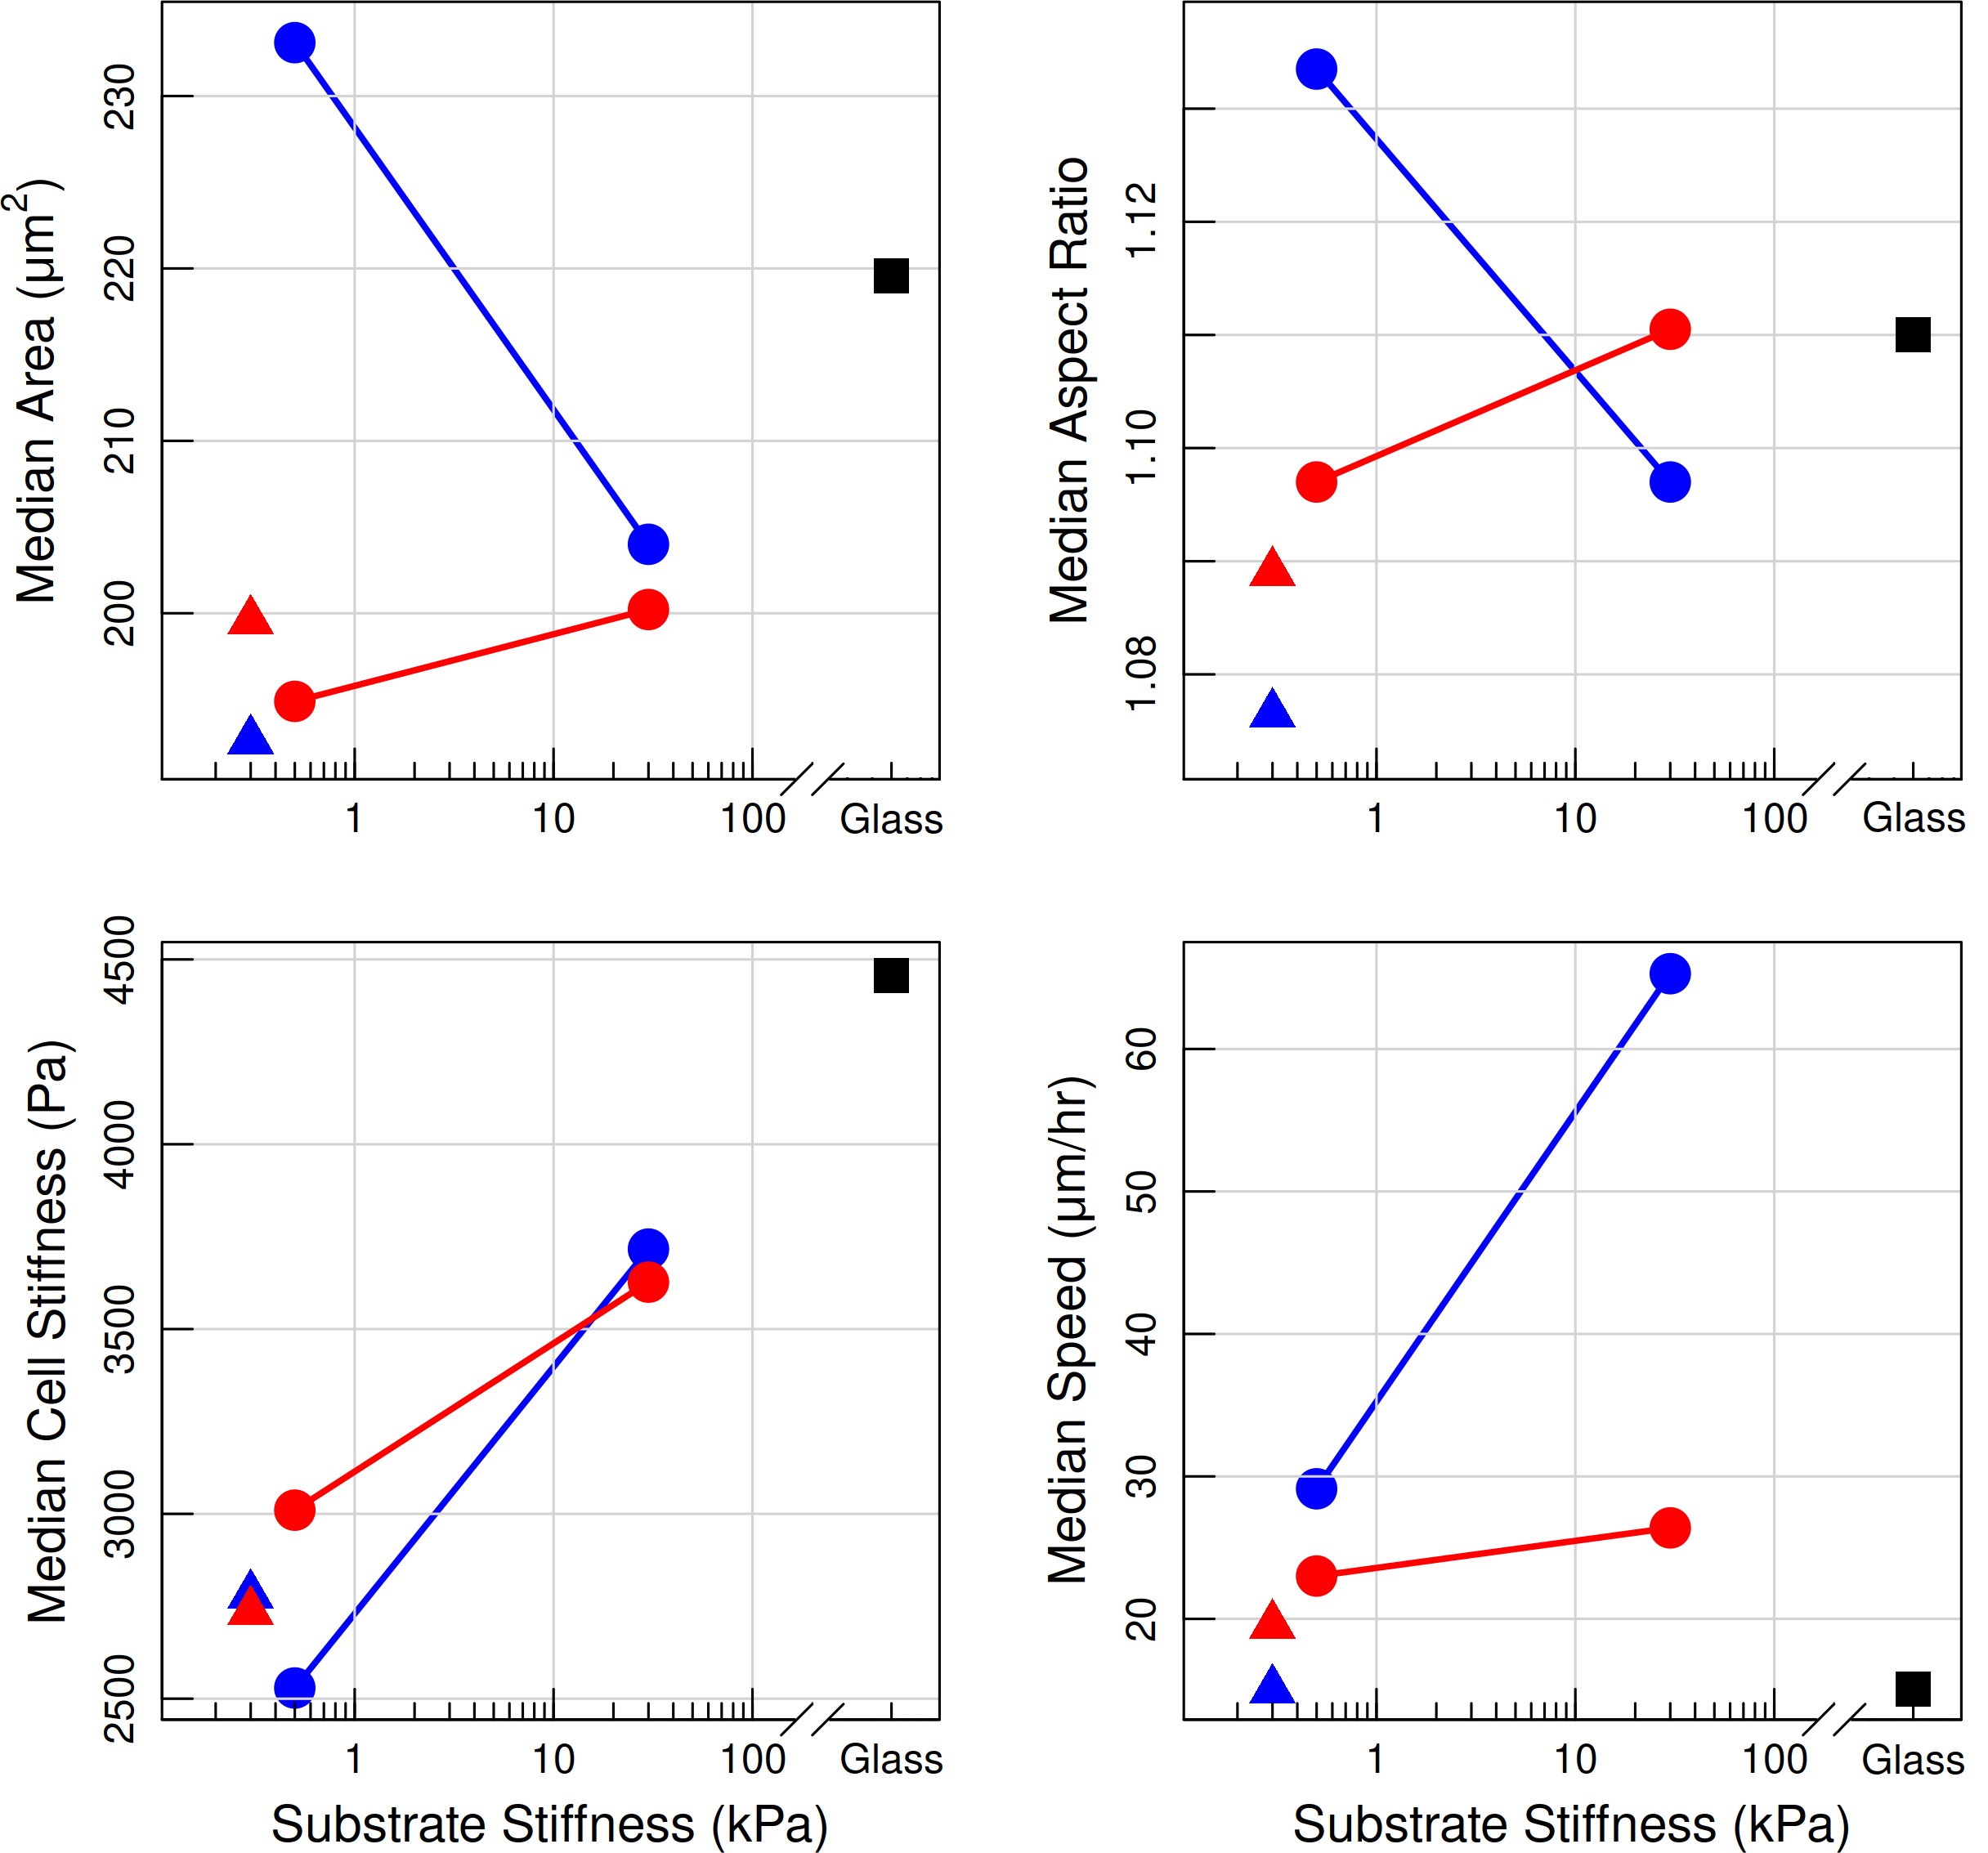 Median Area (μm²)
230
220
210
200
1 10 100 Glass
Median Aspect Ratio
1.12
1.10
1.08
1 10 100 Glass
Median Cell Stiffness (Pa)
4500
4000
3500
3000
2500
1 10 100 Glass
Substrate Stiffness (kPa)
Median Speed (μm/hr)
60
50
40
30
20
1 10 100 Glass
Substrate Stiffness (kPa)